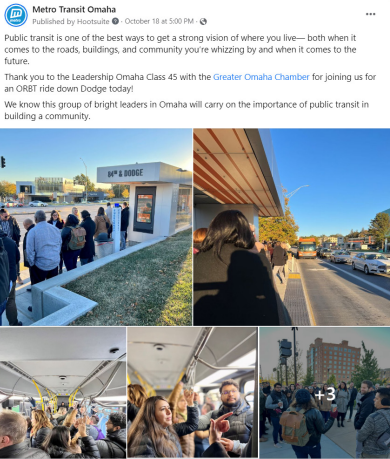 Metro Transit Omaha
Published by Hootsuite · October 18 at 5:00 PM ·
Public transit is one of the best ways to get a strong vision of where you live— both when it
comes to the roads, buildings, and community you're whizzing by and when it comes to the
future.
Thank you to the Leadership Omaha Class 45 with the Greater Omaha Chamber for joining us for
an ORBT ride down Dodge today!
We know this group of bright leaders in Omaha will carry on the importance of public transit in
building a community.
& DODGE
+3